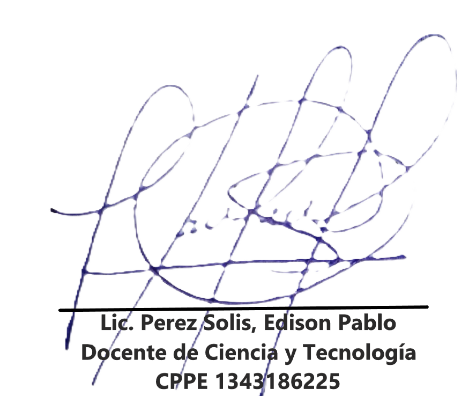 Lic. Perez Solis, Edison Pablo
Docente de Ciencia y Tecnología
CPPE 1343186225